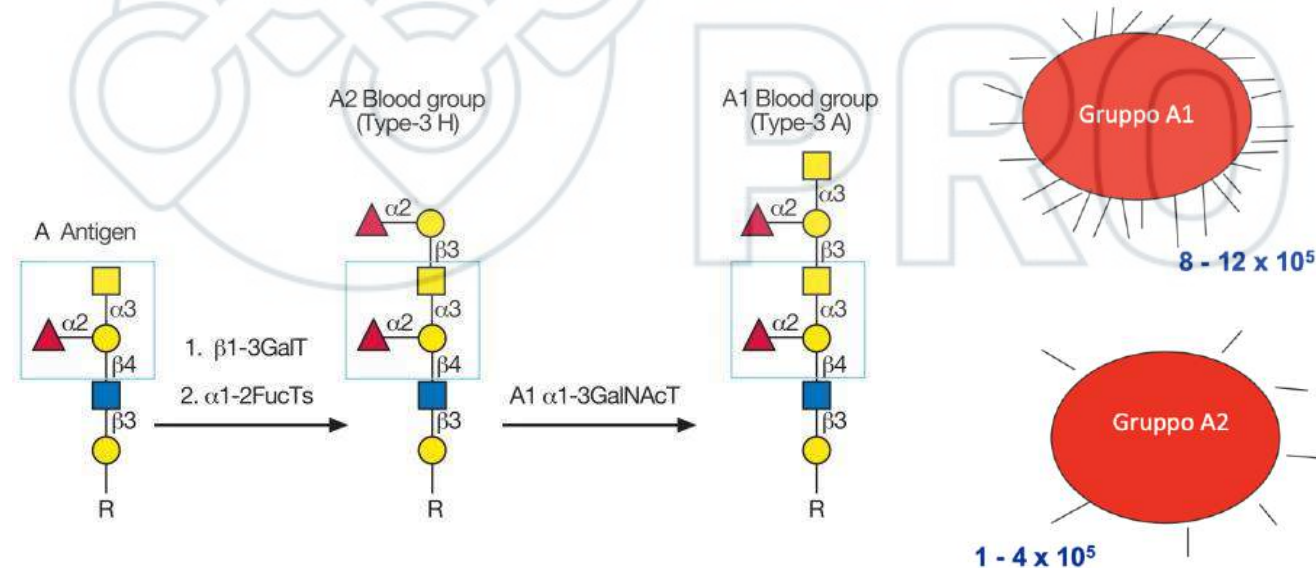 PRO
A2 Blood group
(Type-3 H)
A1 Blood group
(Type-3 A)
Gruppo A1
8 - 12 x 10⁵
A Antigen
α3
α2
β4
β3
R
1. β1-3GalT
2. α1-2FucTs
α2
β3
α3
α2
β4
β3
R
A1 α1-3GalNAcT
α3
α2
β3
α3
α2
β4
β3
R
Gruppo A2
1 - 4 x 10⁵